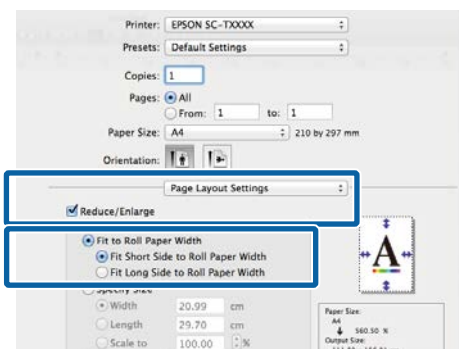 Printer: EPSON SC-TXXXX
Presets: Default Settings
Copies: 1
Pages: All
From: 1 to: 1
Paper Size: A4 210 by 297 mm
Orientation:
Page Layout Settings
Reduce/Enlarge
Fit to Roll Paper Width
Fit Short Side to Roll Paper Width
Fit Long Side to Roll Paper Width
Specify Size
Width 20.99 cm
Length 29.70 cm
Scale to 100.00 %
A
Paper Size:
A4
560.50 %
Output Size: